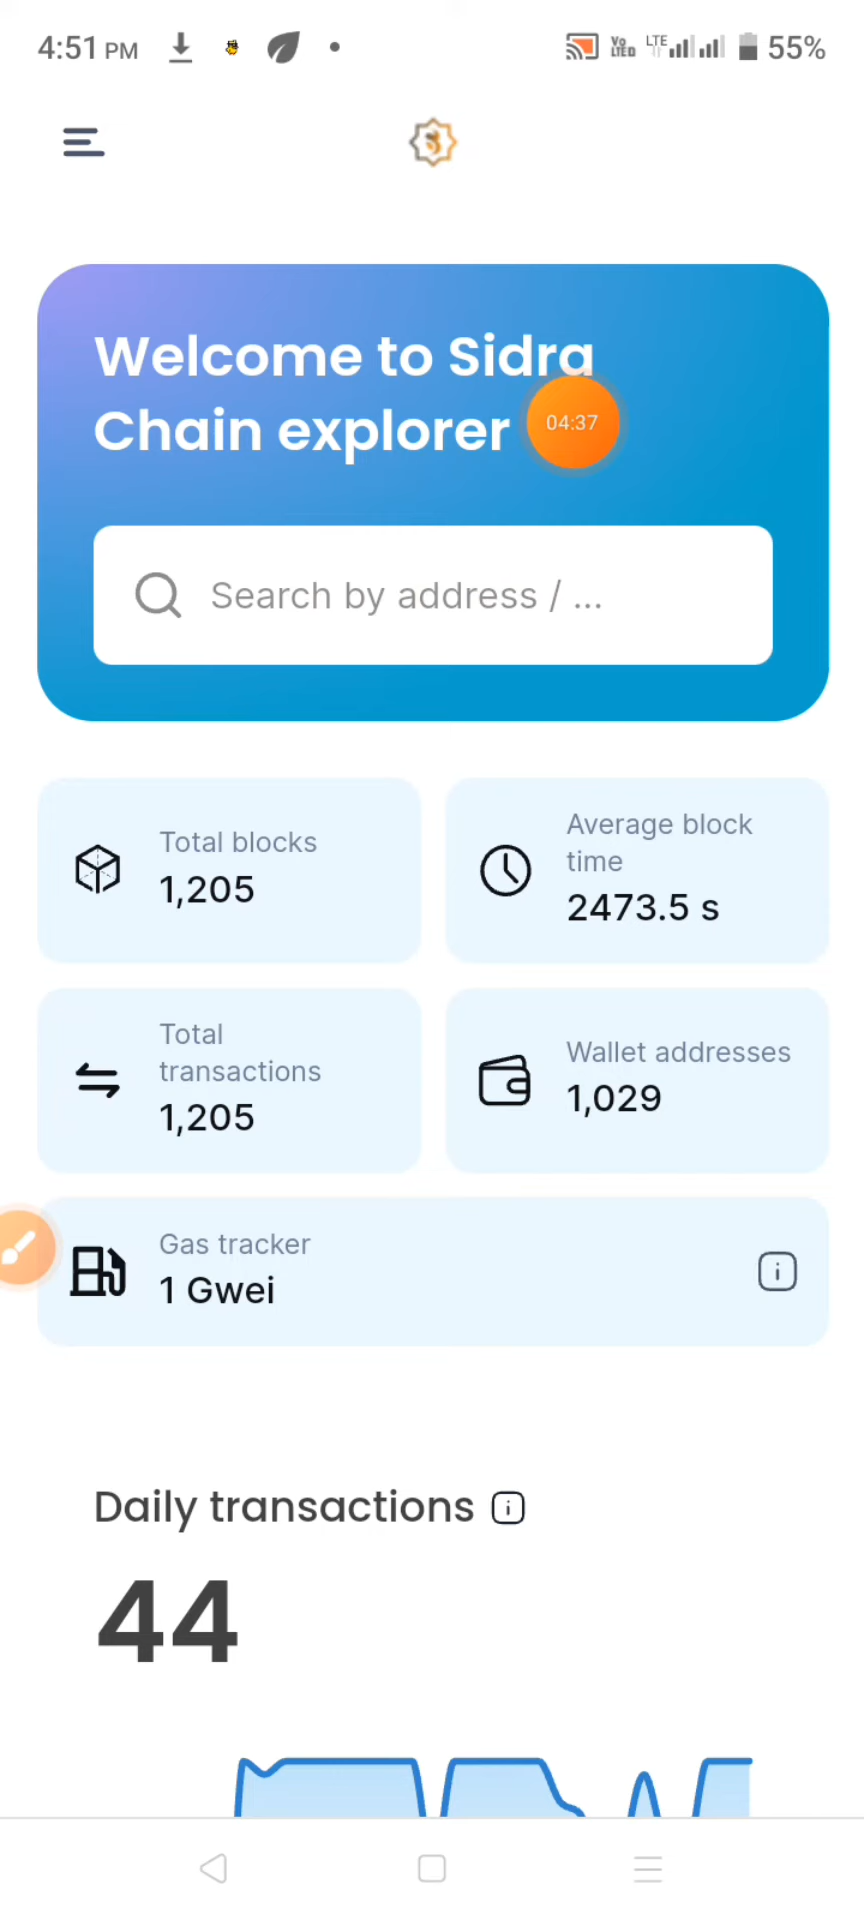 4:51 PM
Vo LTED
LTE
55%
Welcome to Sidra
Chain explorer
04:37
Search by address / ...
Total blocks
1,205
Average block
time
2473.5 s
Total
transactions
1,205
Wallet addresses
1,029
Gas tracker
1 Gwei
i
Daily transactions i
44